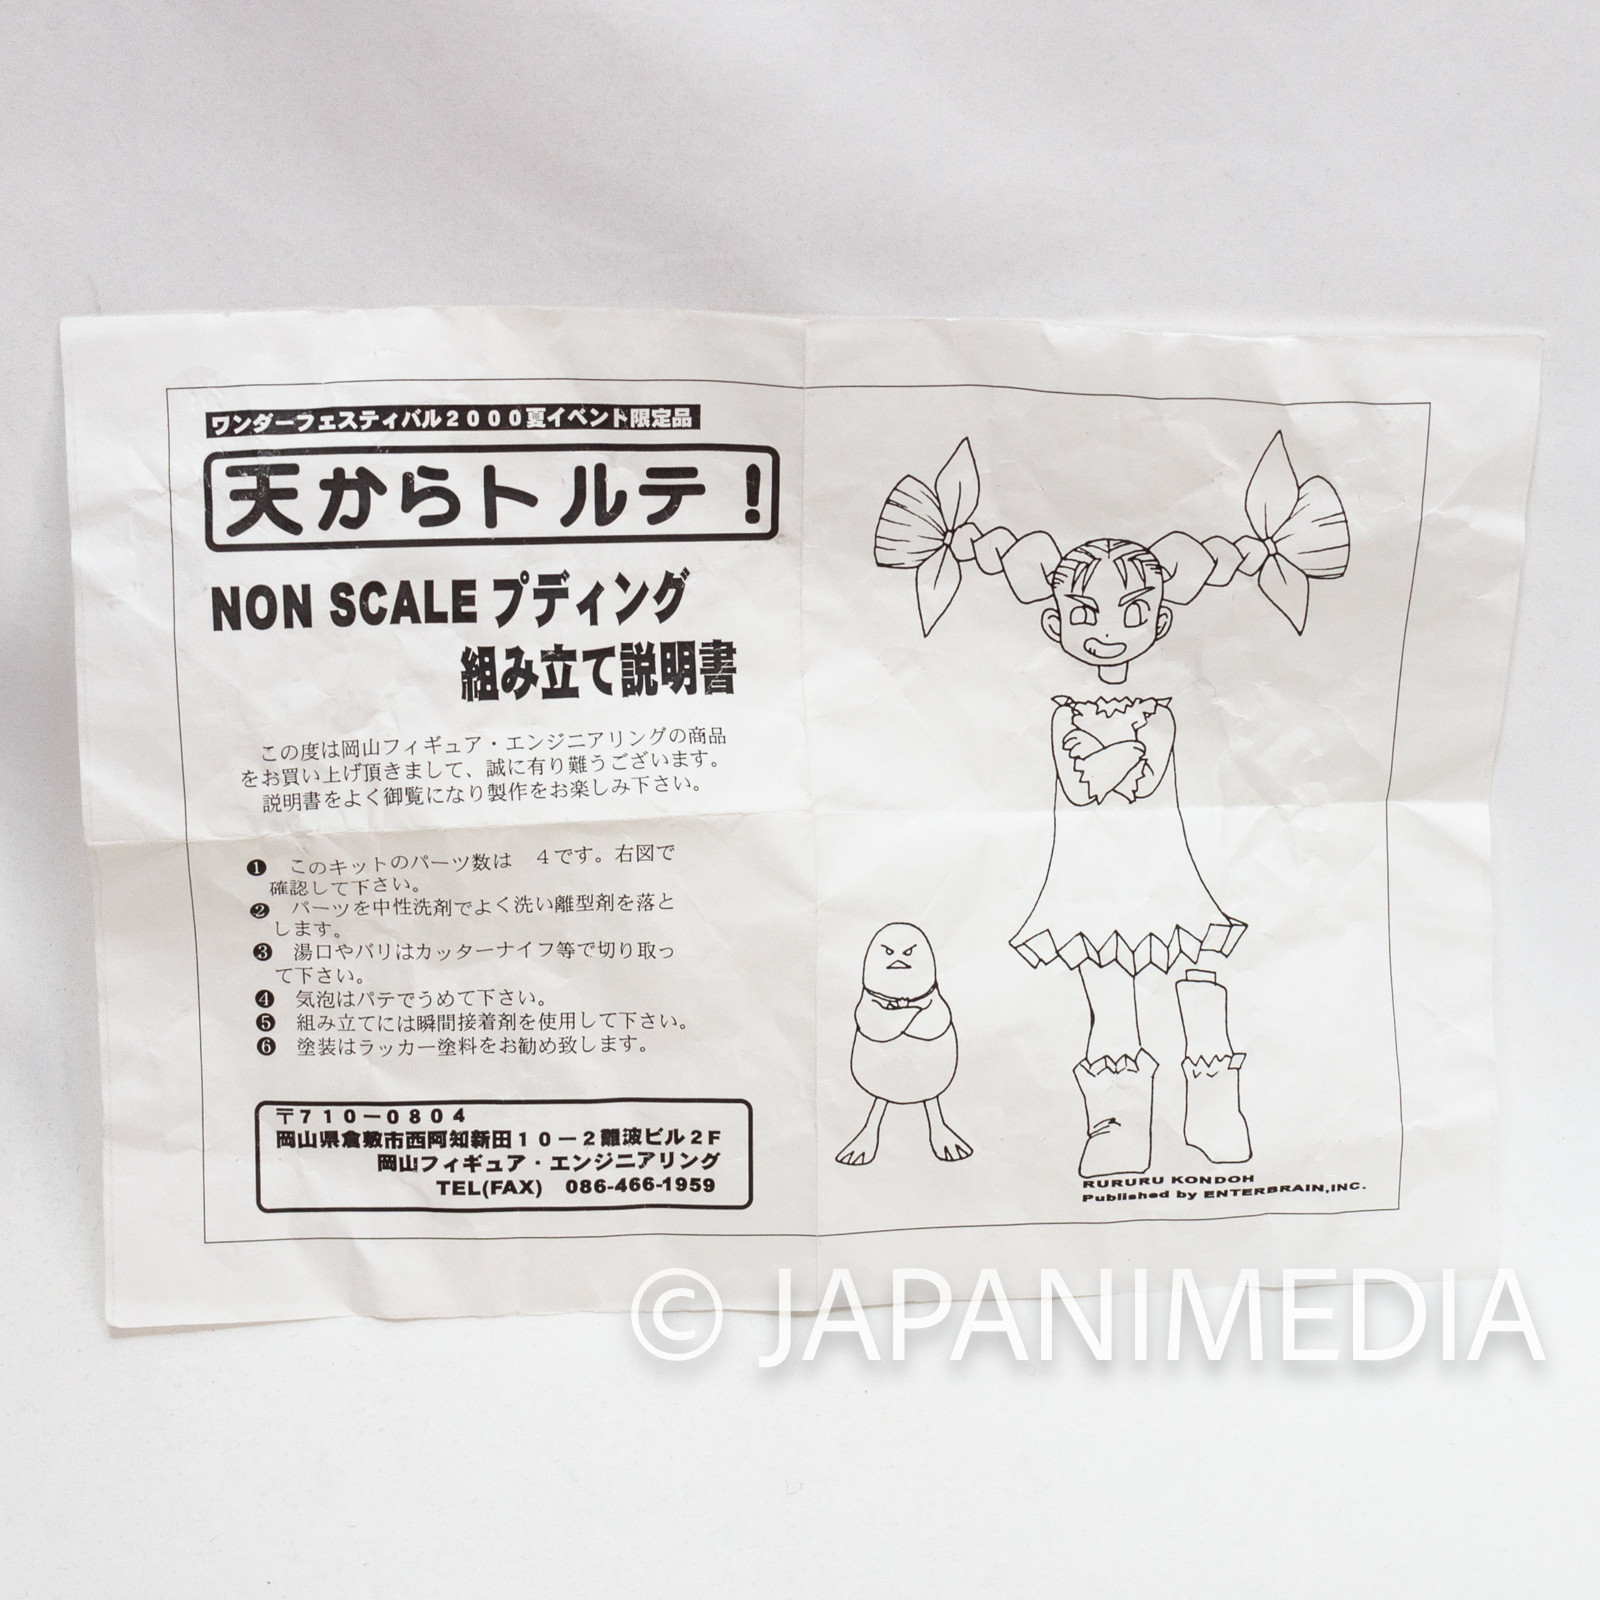 ワンダーフェスティバル2000夏イベント限定品
天からトルテ!
NON SCALE プディング
組み立て説明書
この度は岡山フィギュア・エンジニアリングの商品
をお買い上げ頂きまして、誠に有り難うございます。
説明書をよく御覧になり製作をお楽しみ下さい。
❶ このキットのパーツ数は 4です。右図で
確認して下さい。
❷ パーツを中性洗剤でよく洗い離型剤を落と
します。
❸ 湯口やバリはカッターナイフ等で切り取っ
て下さい。
❹ 気泡はパテでうめて下さい。
❺ 組み立てには瞬間接着剤を使用して下さい。
❻ 塗装はラッカー塗料をお勧め致します。
〒710-0804
岡山県倉敷市西阿知新田10-2難波ビル2F
岡山フィギュア・エンジニアリング
TEL(FAX) 086-466-1959
RURURU KONDOH
Published by ENTERBRAIN,INC.
© JAPANIMEDIA